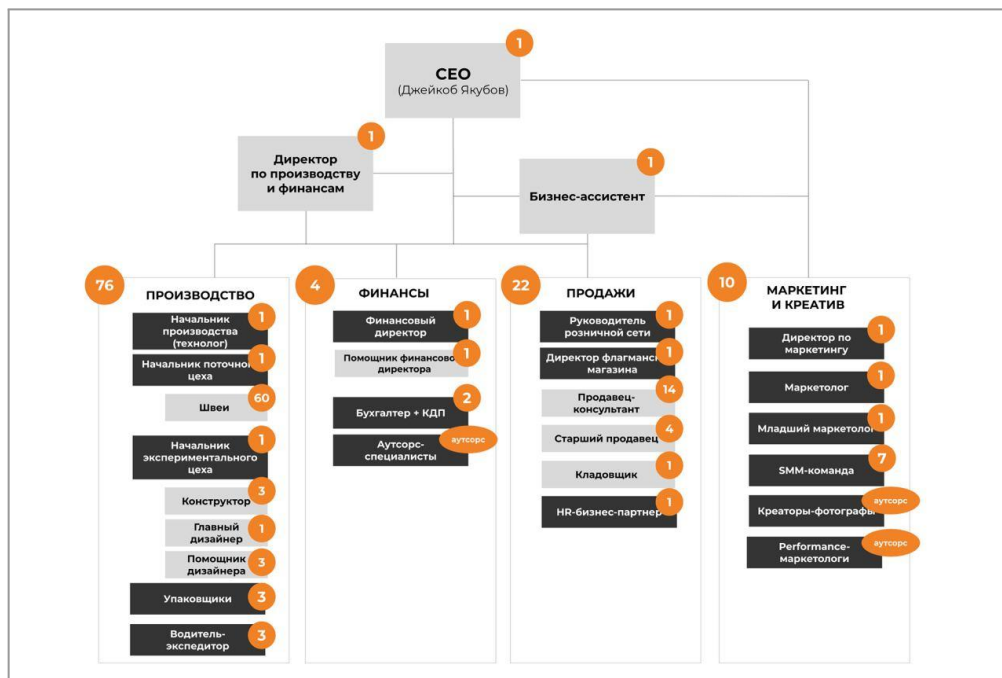 1
CEO
(Джейкоб Якубов)
1
Директор
по производству
и финансам
1
Бизнес-ассистент
76
ПРОИЗВОДСТВО
1
Начальник
производства
(технолог)
1
Начальник поточного
цеха
60
Швеи
1
Начальник
экспериментального
цеха
3
Конструктор
1
Главный
дизайнер
3
Помощник
дизайнера
3
Упаковщики
3
Водитель-
экспедитор
4
ФИНАНСЫ
1
Финансовый
директор
1
Помощник финансового
директора
2
Бухгалтер + КДП
аутсорс
Аутсорс-
специалисты
22
ПРОДАЖИ
1
Руководитель
розничной сети
1
Директор флагманск
магазина
14
Продавец-
консультант
4
Старший продавец
1
Кладовщик
1
HR-бизнес-партнер
10
МАРКЕТИНГ
И КРЕАТИВ
1
Директор по
маркетингу
1
Маркетолог
1
Младший маркетолог
7
SMM-команда
аутсорс
Креаторы-фотографы
аутсорс
Performance-
маркетологи